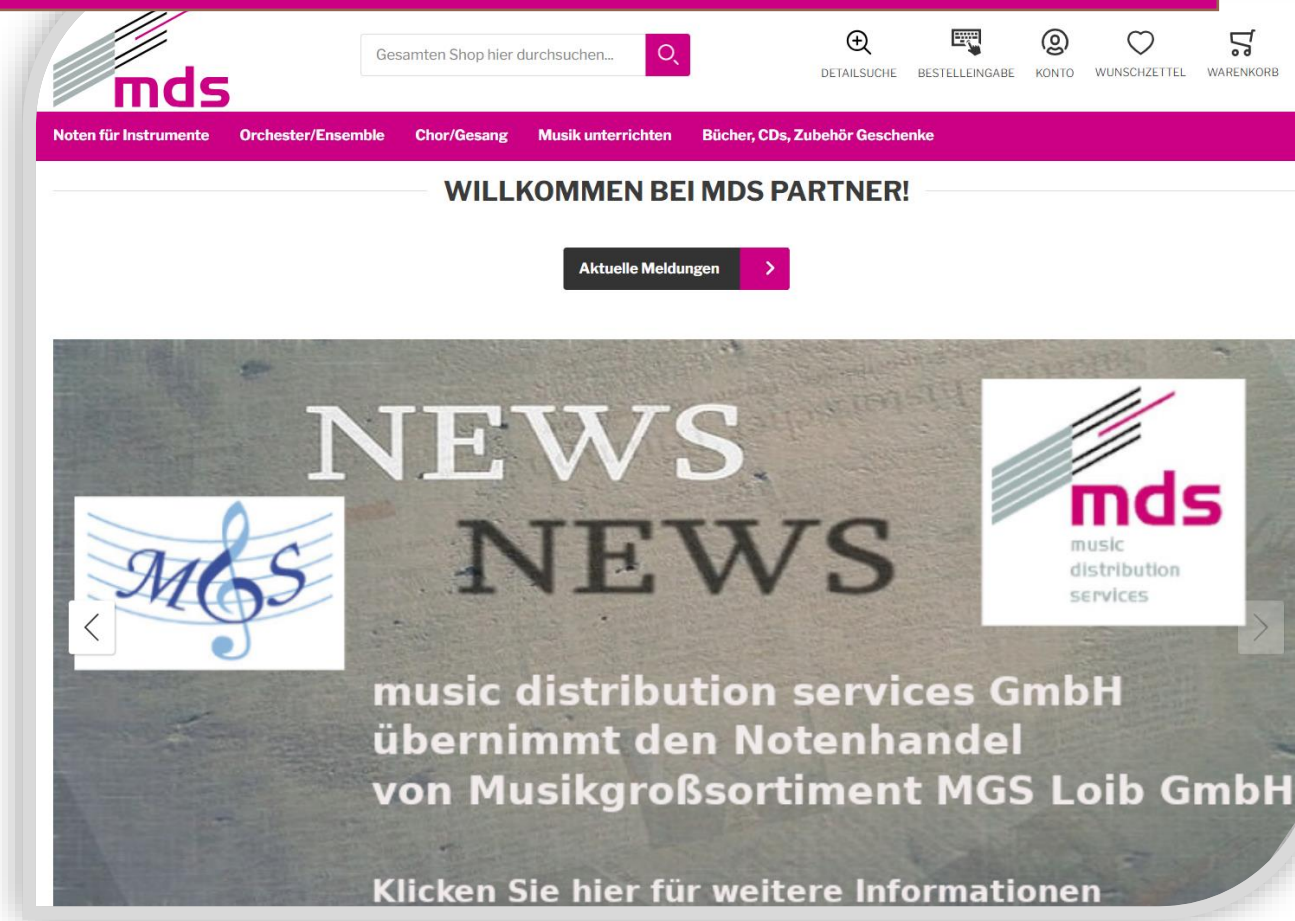 mds
Gesamten Shop hier durchsuchen...
DETAILSUCHE BESTELLEINGABE KONTO WUNSCHZETTEL WARENKORB
Noten für Instrumente Orchester/Ensemble Chor/Gesang Musik unterrichten Bücher, CDs, Zubehör Geschenke
WILLKOMMEN BEI MDS PARTNER!
Aktuelle Meldungen
NEWS
NEWS
MGS
mds
music
distribution
services
music distribution services GmbH
übernimmt den Notenhandel
von Musikgroßsortiment MGS Loib GmbH
Klicken Sie hier für weitere Informationen